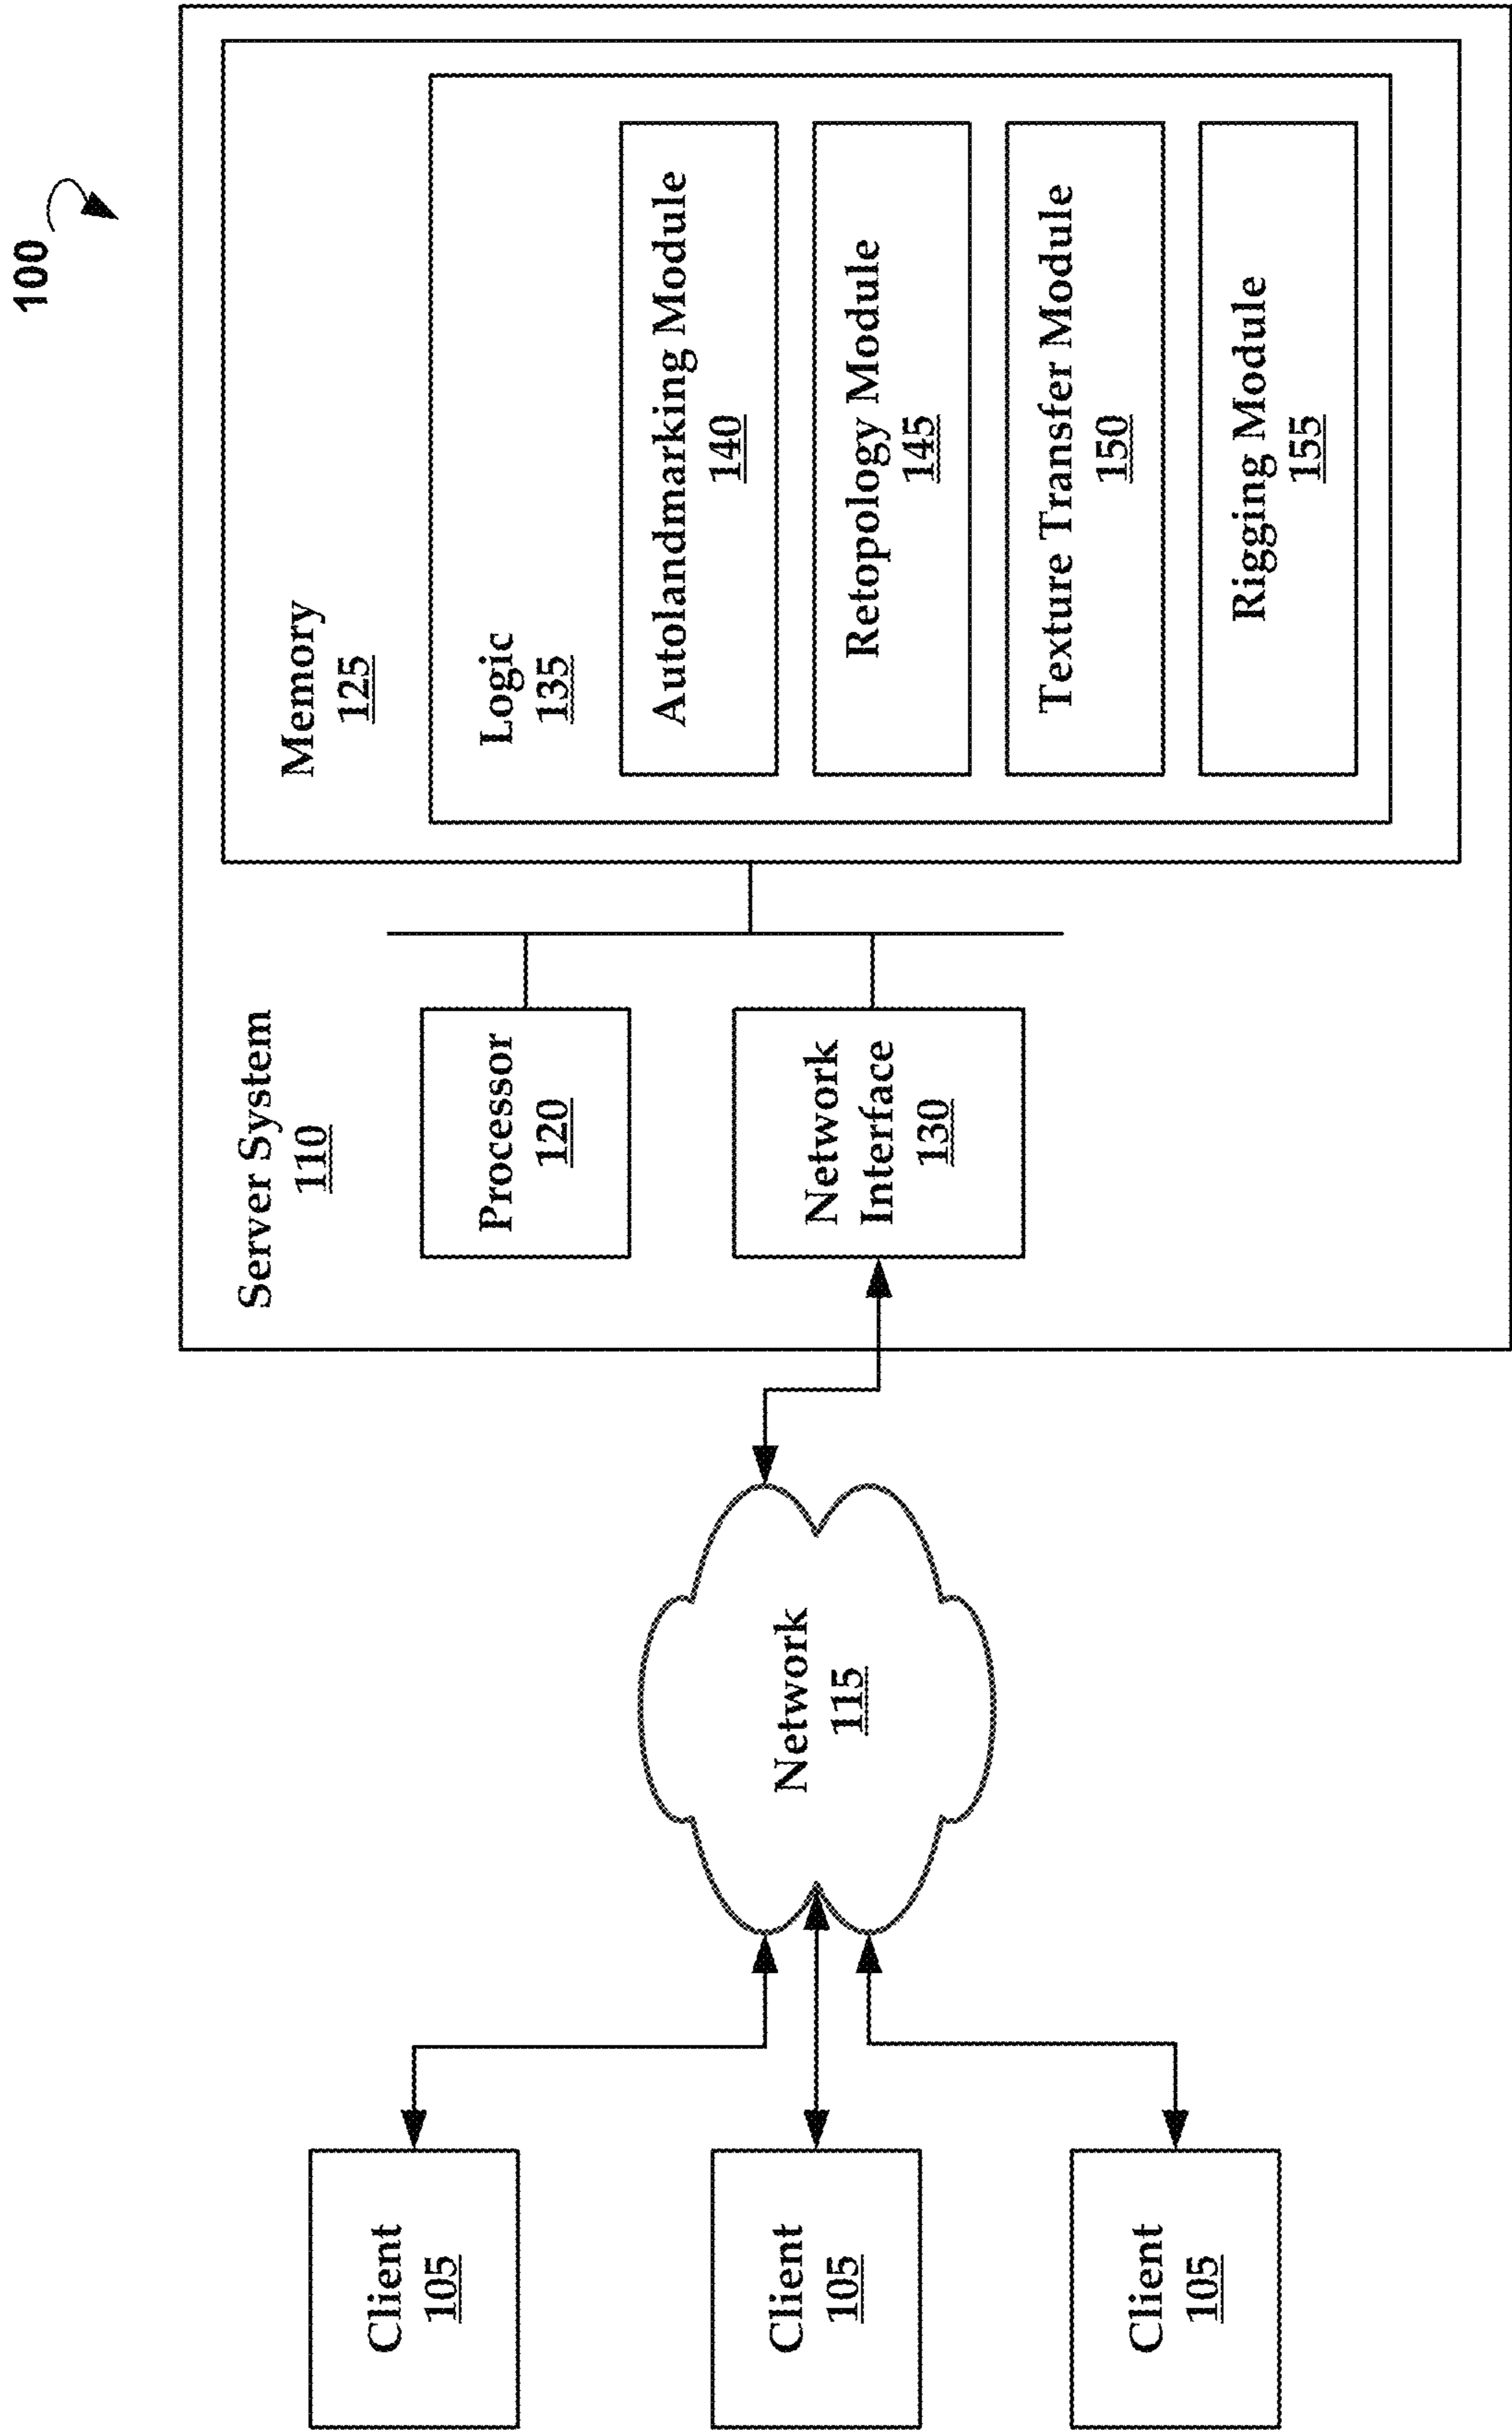 100
Client
105
Client
105
Client
105
Network
115
Server System
110
Processor
120
Network
Interface
130
Memory
125
Logic
135
Autolandmarking Module
140
Retopology Module
145
Texture Transfer Module
150
Rigging Module
155